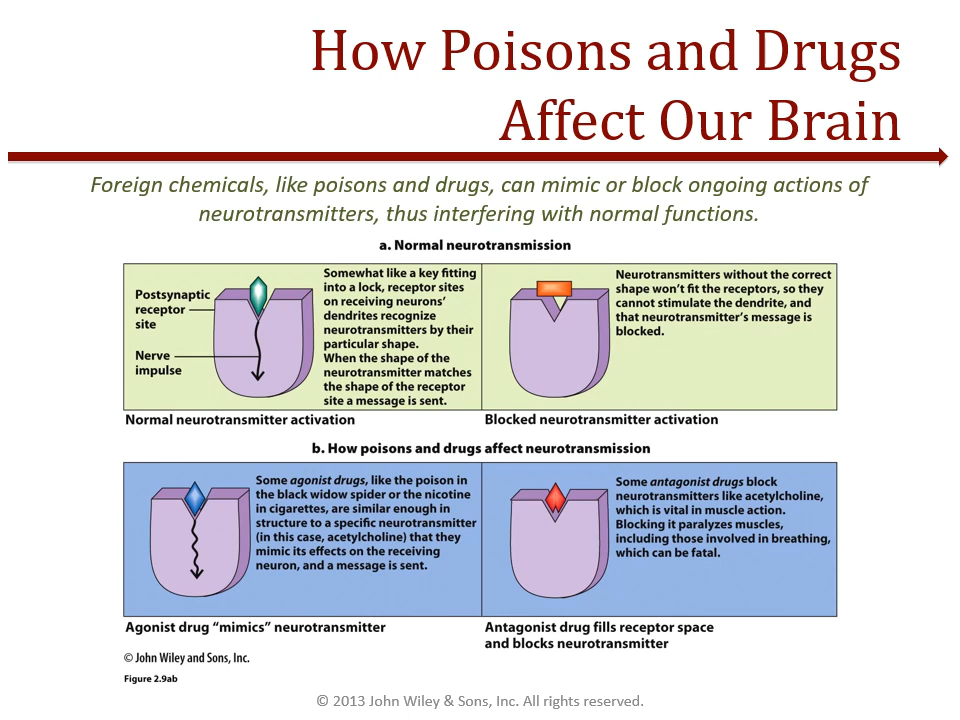 How Poisons and Drugs
Affect Our Brain
Foreign chemicals, like poisons and drugs, can mimic or block ongoing actions of
neurotransmitters, thus interfering with normal functions.
a. Normal neurotransmission
Postsynaptic
receptor
site
Nerve
impulse
Somewhat like a key fitting
into a lock, receptor sites
on receiving neurons’
dendrites recognize
neurotransmitters by their
particular shape.
When the shape of the
neurotransmitter matches
the shape of the receptor
site a message is sent.
Neurotransmitters without the correct
shape won’t fit the receptors, so they
cannot stimulate the dendrite, and
that neurotransmitter’s message is
blocked.
Normal neurotransmitter activation
Blocked neurotransmitter activation
b. How poisons and drugs affect neurotransmission
Some agonist drugs, like the poison in
the black widow spider or the nicotine
in cigarettes, are similar enough in
structure to a specific neurotransmitter
(in this case, acetylcholine) that they
mimic its effects on the receiving
neuron, and a message is sent.
Some antagonist drugs block
neurotransmitters like acetylcholine,
which is vital in muscle action.
Blocking it paralyzes muscles,
including those involved in breathing,
which can be fatal.
Agonist drug “mimics” neurotransmitter
Antagonist drug fills receptor space
and blocks neurotransmitter
© John Wiley and Sons, Inc.
Figure 2.9ab
© 2013 John Wiley & Sons, Inc. All rights reserved.